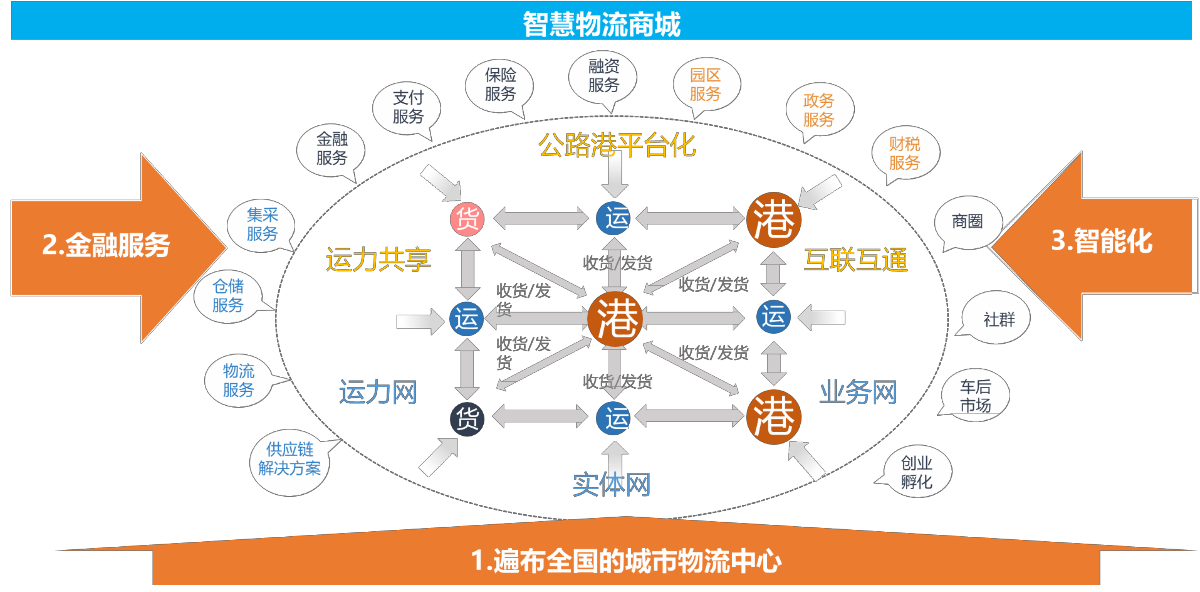 智慧物流商城
融资
服务
保险
服务
园区
服务
支付
服务
政务
服务
金融
服务
公路港平台化
财税
服务
集采
服务
货
运
港
商圈
2.金融服务
3.智能化
运力共享
收货/发货
互联互通
仓储
服务
收货/发
货
收货/发货
运
港
运
社群
收货/发
货
收货/发货
物流
服务
收货/发货
运力网
业务网
车后
市场
货
运
港
供应链
解决方案
创业
孵化
实体网
1.遍布全国的城市物流中心